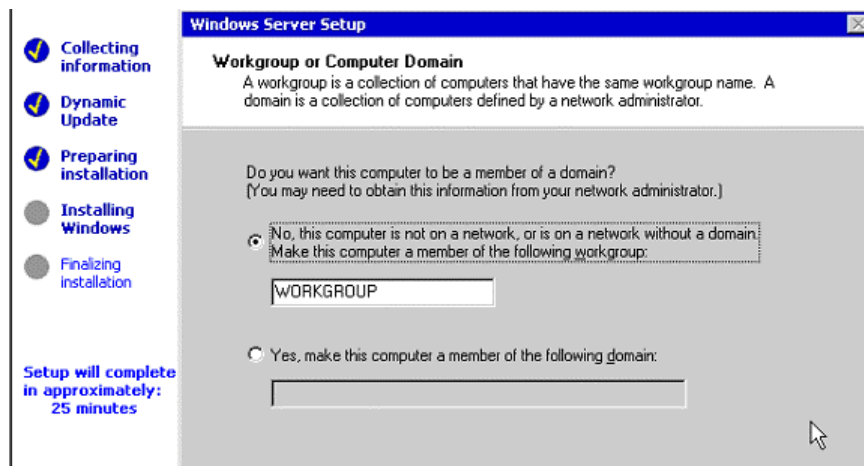 Windows Server Setup
Collecting
information
Dynamic
Update
Preparing
installation
Installing
Windows
Finalizing
installation
Setup will complete
in approximately:
25 minutes
Workgroup or Computer Domain
A workgroup is a collection of computers that have the same workgroup name. A
domain is a collection of computers defined by a network administrator.
Do you want this computer to be a member of a domain?
(You may need to obtain this information from your network administrator.)
No, this computer is not on a network, or is on a network without a domain.
Make this computer a member of the following workgroup:
WORKGROUP
Yes, make this computer a member of the following domain: